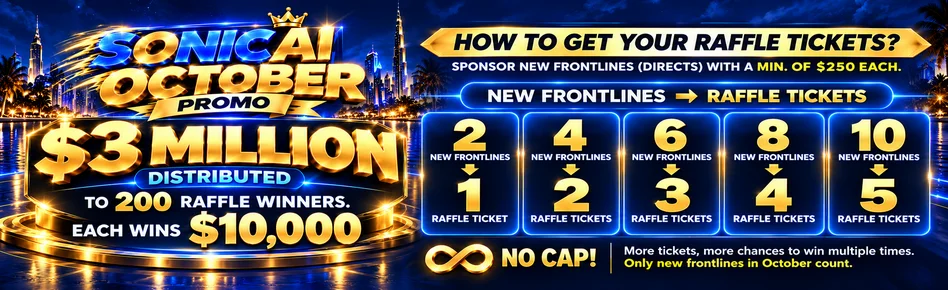 SONIC AI
OCTOBER
PROMO
$3 MILLION
DISTRIBUTED
TO 200 RAFFLE WINNERS.
EACH WINS $10,000
HOW TO GET YOUR RAFFLE TICKETS?
SPONSOR NEW FRONTLINES (DIRECTS) WITH A MIN. OF $250 EACH.
NEW FRONTLINES → RAFFLE TICKETS
2
NEW FRONTLINES
1
RAFFLE TICKET
4
NEW FRONTLINES
2
RAFFLE TICKETS
6
NEW FRONTLINES
3
RAFFLE TICKETS
8
NEW FRONTLINES
4
RAFFLE TICKETS
10
NEW FRONTLINES
5
RAFFLE TICKETS
NO CAP!
More tickets, more chances to win multiple times.
Only new frontlines in October count.